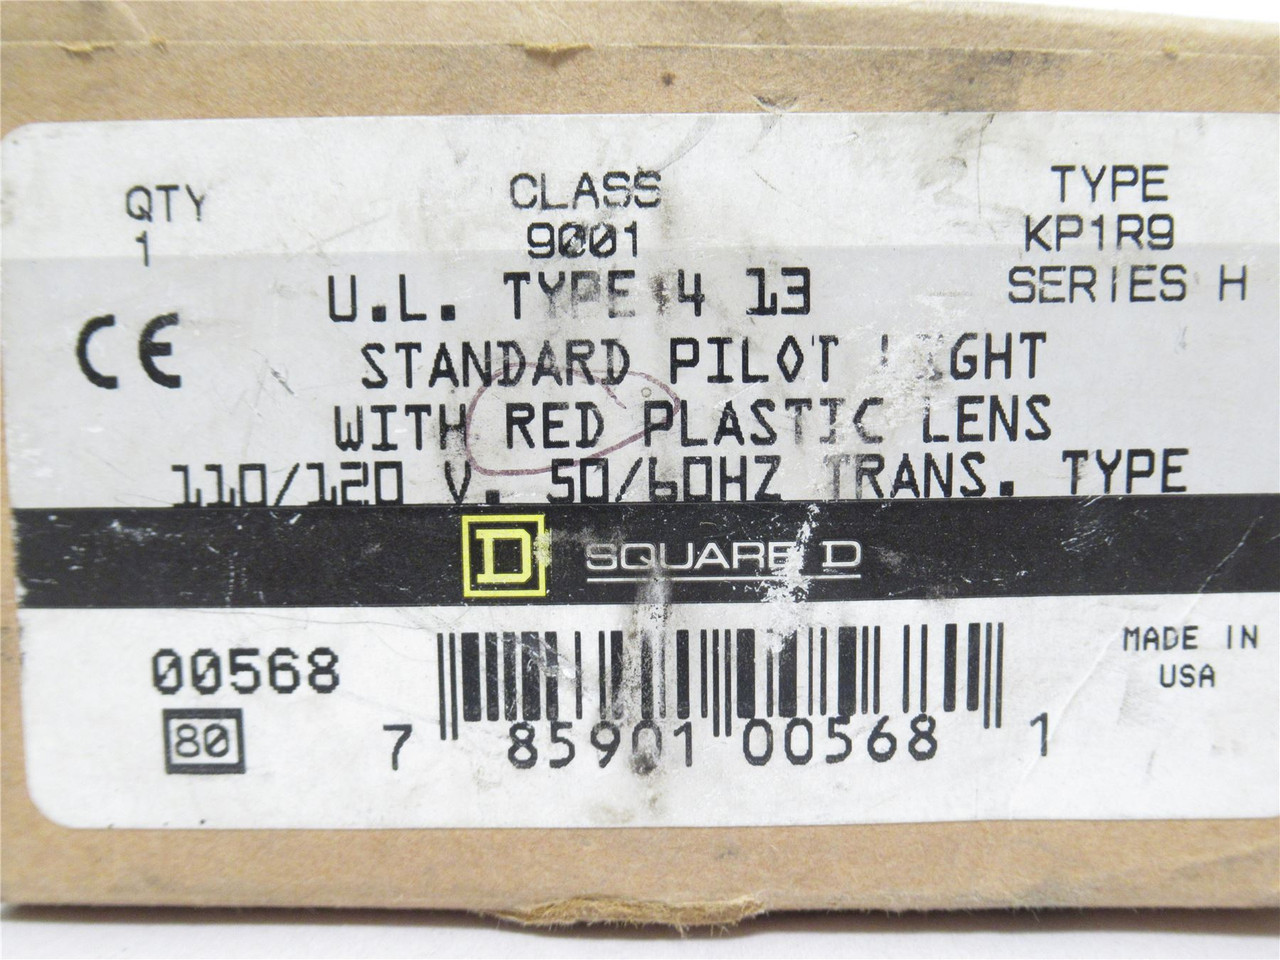 QTY CLASS TYPE
1 9001 KP1R9
U.L. TYPE 4 13 SERIES H
CE STANDARD PILOT LIGHT
WITH RED PLASTIC LENS
110/120 V. 50/60HZ TRANS. TYPE
D SQUARE D
00568 MADE IN
USA
80
7 85901 00568 1